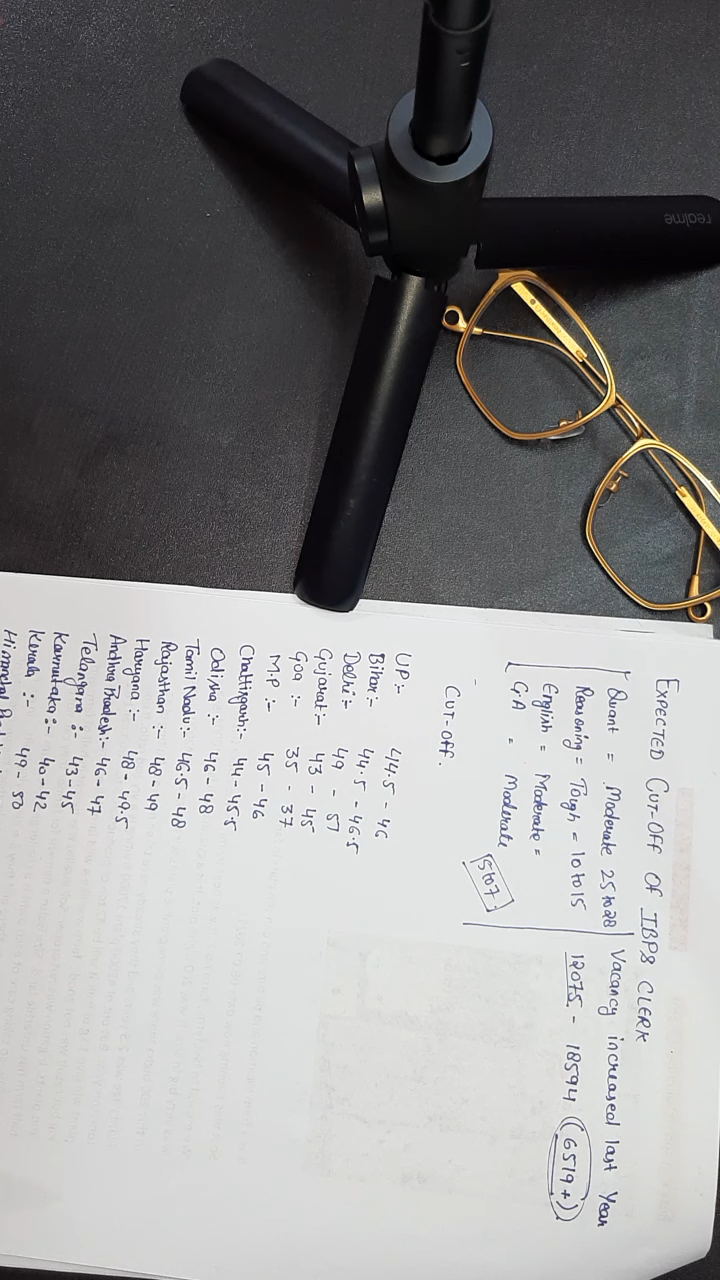 realme
EXPECTED CUT-OFF OF IBPS CLERK
Quant = Moderate 25 to 28
Reasoning = Tough = 10 to 15
English = Moderate =
G.A = Moderate
5 to 7
Vacancy increased last Year
12075 - 18594 (6519+)
CUT-OFF.
UP:- 44.5 - 46
Bihar:- 44.5 - 46.5
Delhi:- 49 - 51
Gujarat:- 43 - 45
Goa :- 35 - 37
M.P :- 45 - 46
Chattisgarh:- 44 - 45.5
Odisha :- 46 - 48
Tamil Nadu:- 46.5 - 48
Rajasthan :- 48 - 49
Haryana :- 48 - 49.5
Andhra Pradesh:- 46 - 47
Telangana :- 43 - 45
Karnataka:- 40 - 42
Kerala :- 49 - 50
Himanchal